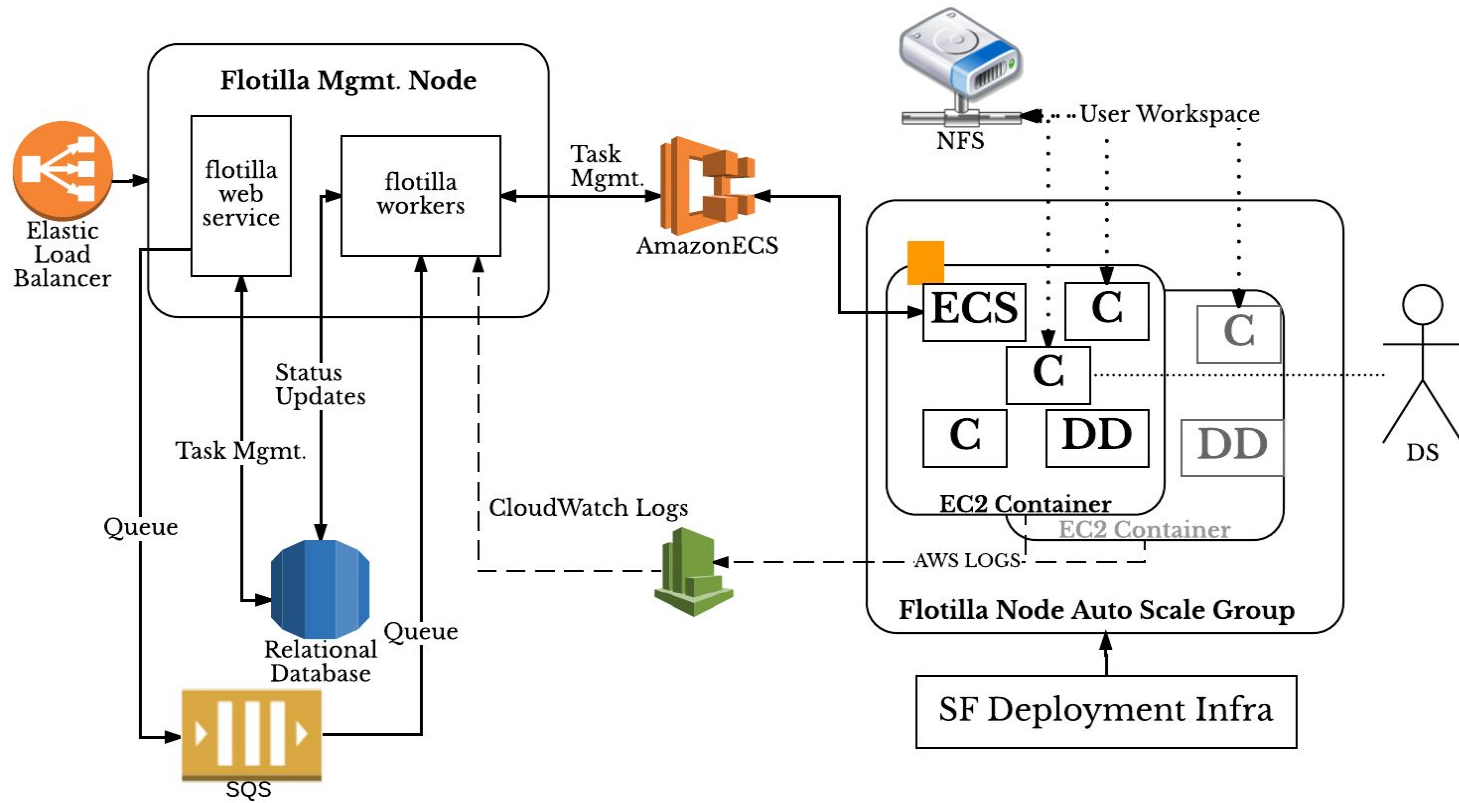 Flotilla Mgmt. Node
flotilla
web
service
flotilla
workers
Elastic
Load
Balancer
Task
Mgmt.
AmazonECS
NFS
User Workspace
ECS
C
C
C
C
DD
DD
EC2 Container
EC2 Container
DS
Status
Updates
Task Mgmt.
Queue
CloudWatch Logs
AWS LOGS
Flotilla Node Auto Scale Group
Queue
Relational
Database
SF Deployment Infra
SQS